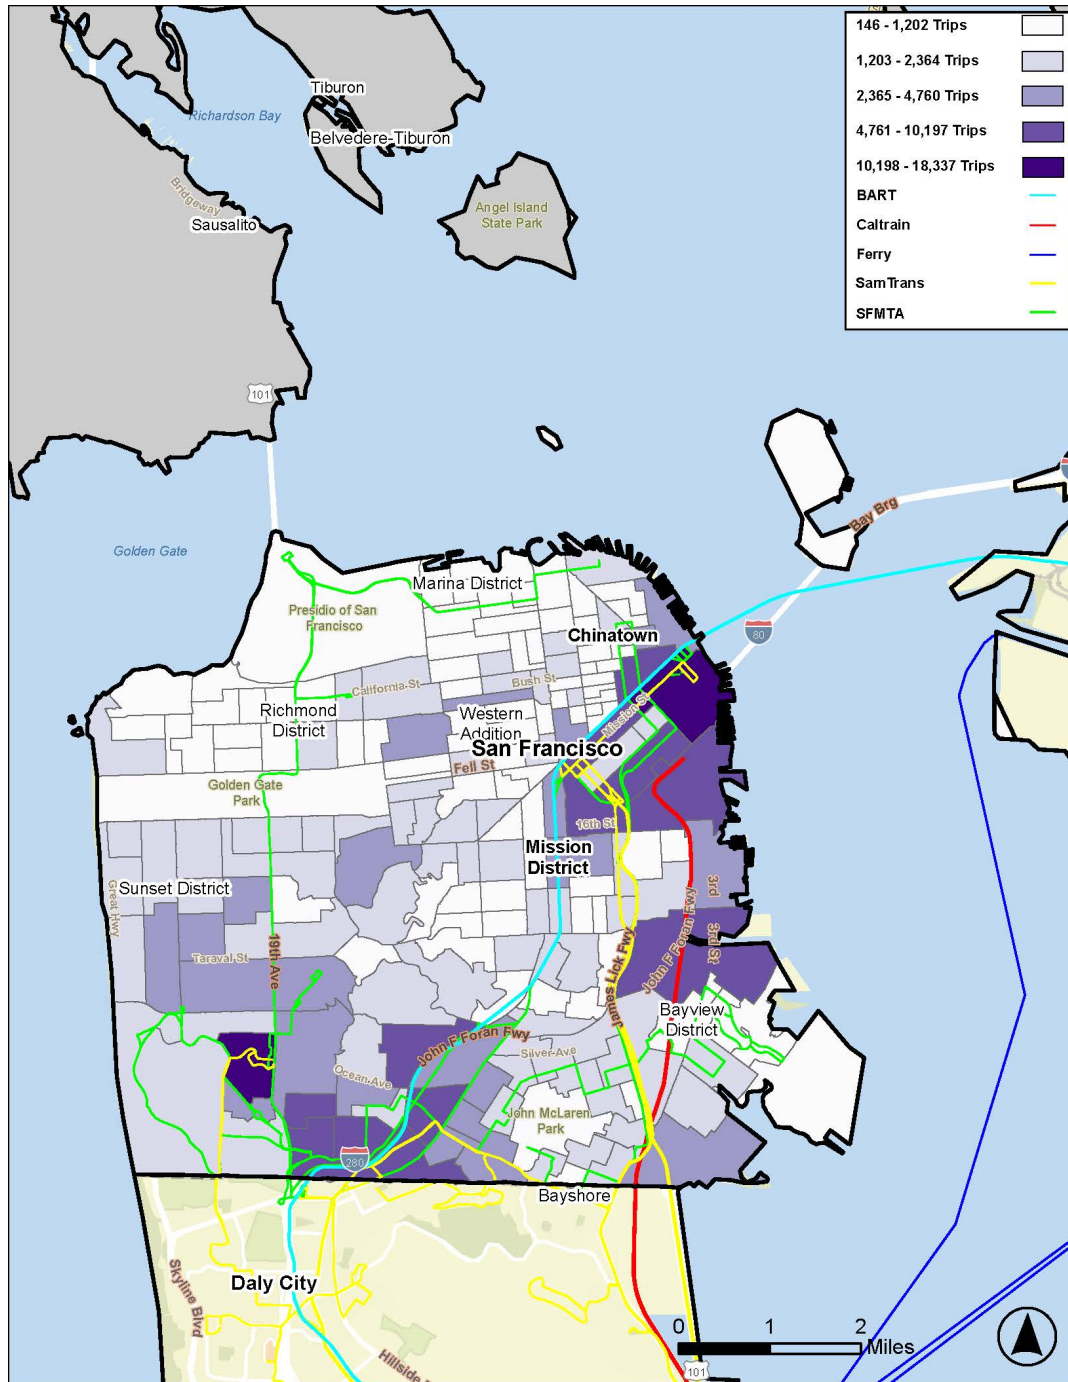 146 - 1,202 Trips
1,203 - 2,364 Trips
2,365 - 4,760 Trips
4,761 - 10,197 Trips
10,198 - 18,337 Trips
BART
Caltrain
Ferry
SamTrans
SFMTA
Tiburon
Richardson Bay
Belvedere-Tiburon
Bridgeway
Sausalito
Angel Island
State Park
101
Bay Brg
Golden Gate
Marina District
Presidio of San
Francisco
Chinatown
80
California St
Bush St
Richmond
District
Western
Addition
Mission St
San Francisco
Fell St
Golden Gate
Park
16th St
Mission
District
Sunset District
Great Hwy
3rd
3rd St
19th Ave
Taraval St
James Lick Fwy
John F Foran Fwy
Bayview
District
John F Foran Fwy
Silver-Ave
Ocean-Ave
John McLaren
Park
280
Bayshore
Daly City
Skyline Blvd
Hillside
0 1 2
Miles
101